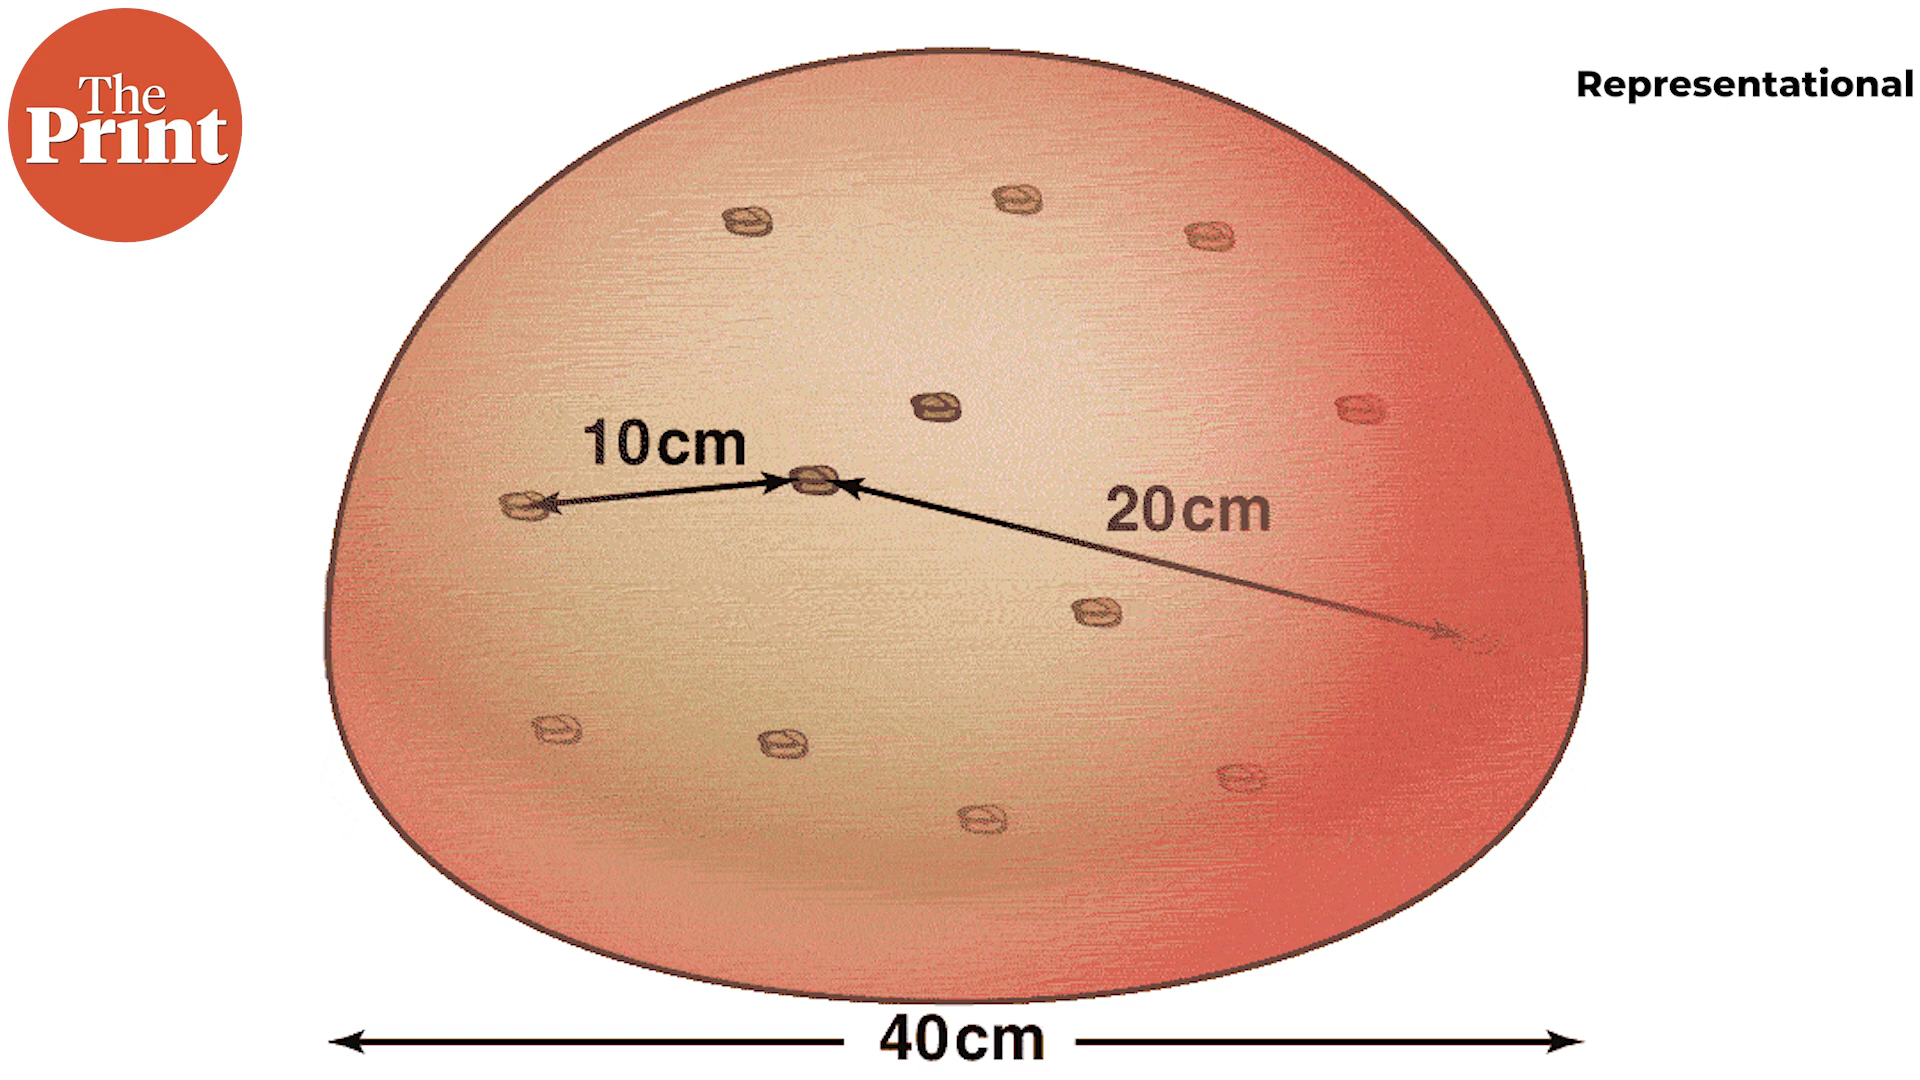 The
Print
Representational
10cm
20cm
40cm